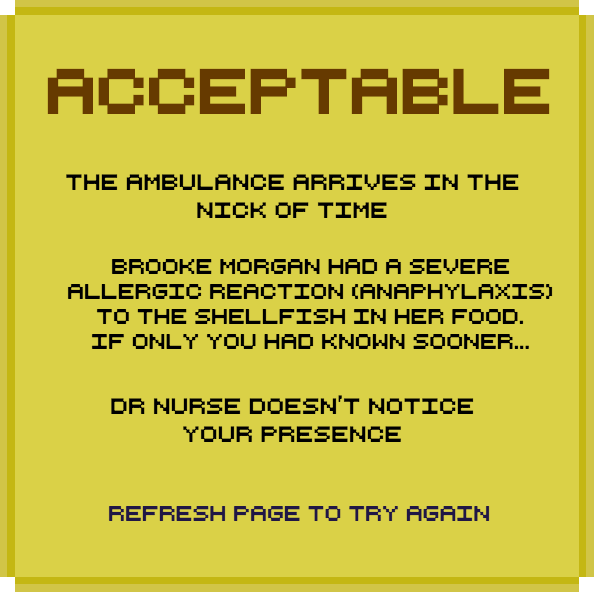 ACCEPTABLE
THE AMBULANCE ARRIVES IN THE
NICK OF TIME
BROOKE MORGAN HAD A SEVERE
ALLERGIC REACTION (ANAPHYLAXIS)
TO THE SHELLFISH IN HER FOOD.
IF ONLY YOU HAD KNOWN SOONER...
DR NURSE DOESN'T NOTICE
YOUR PRESENCE
REFRESH PAGE TO TRY AGAIN